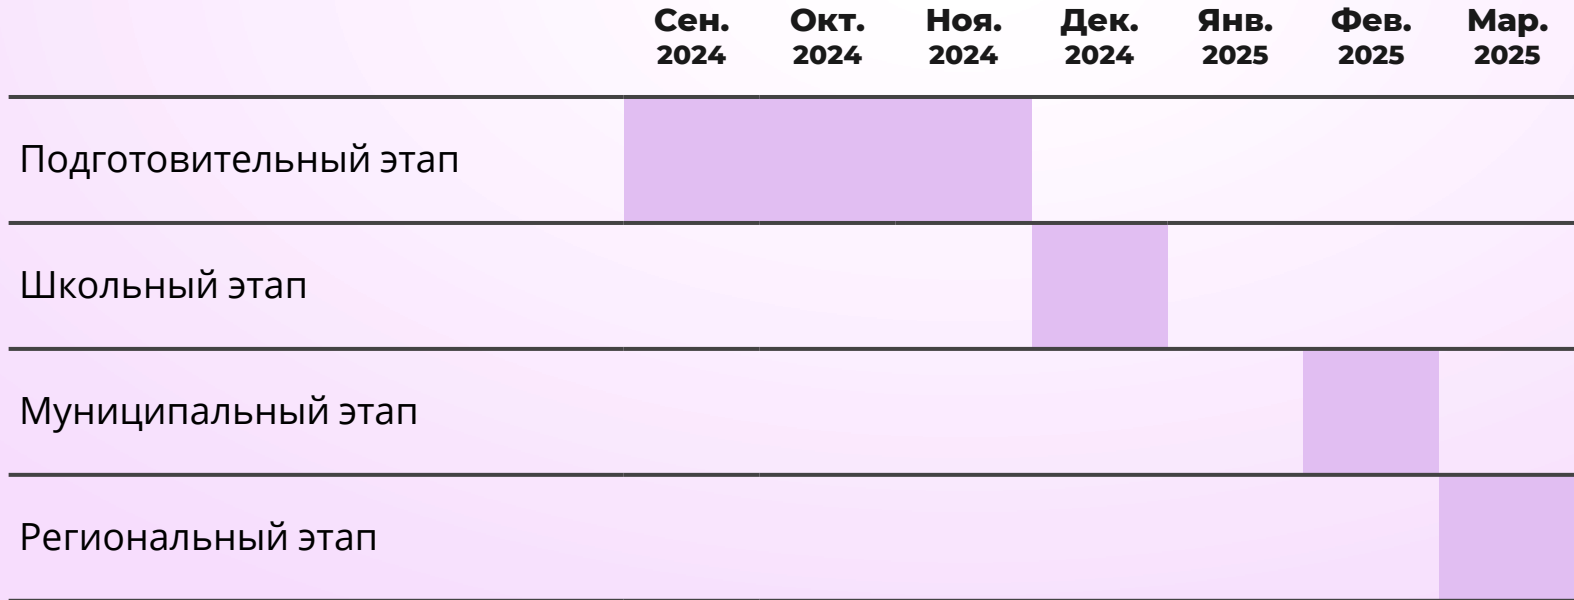 Сен. Окт. Ноя. Дек. Янв. Фев. Мар.
2024 2024 2024 2024 2025 2025 2025
Подготовительный этап
Школьный этап
Муниципальный этап
Региональный этап